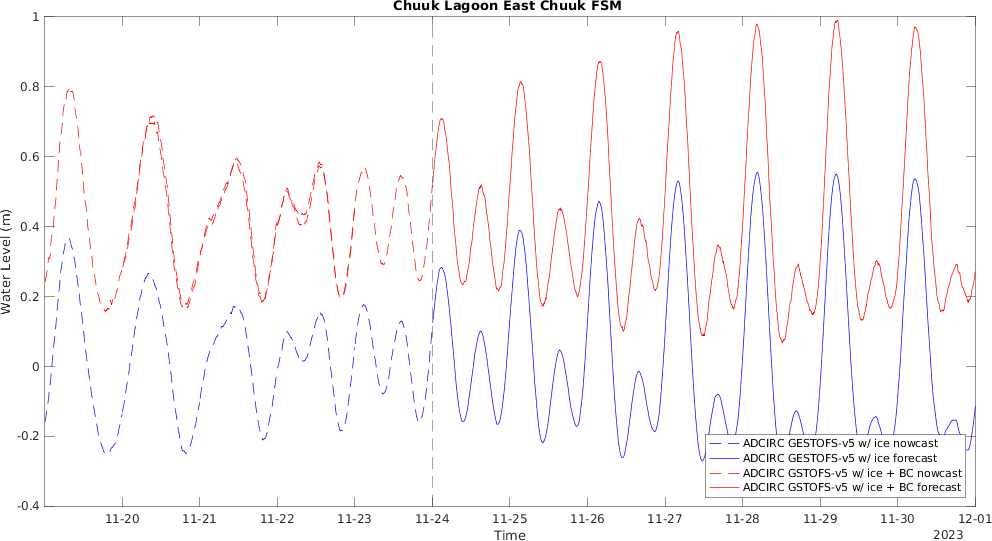 Chuuk Lagoon East Chuuk FSM
Water Level (m)
1
0.8
0.6
0.4
0.2
0
-0.2
-0.4
11-20 11-21 11-22 11-23 11-24 11-25 11-26 11-27 11-28 11-29 11-30 12-01
Time
2023
ADCIRC GESTOFS-v5 w/ ice nowcast
ADCIRC GESTOFS-v5 w/ ice forecast
ADCIRC GSTOFS-v5 w/ ice + BC nowcast
ADCIRC GSTOFS-v5 w/ ice + BC forecast